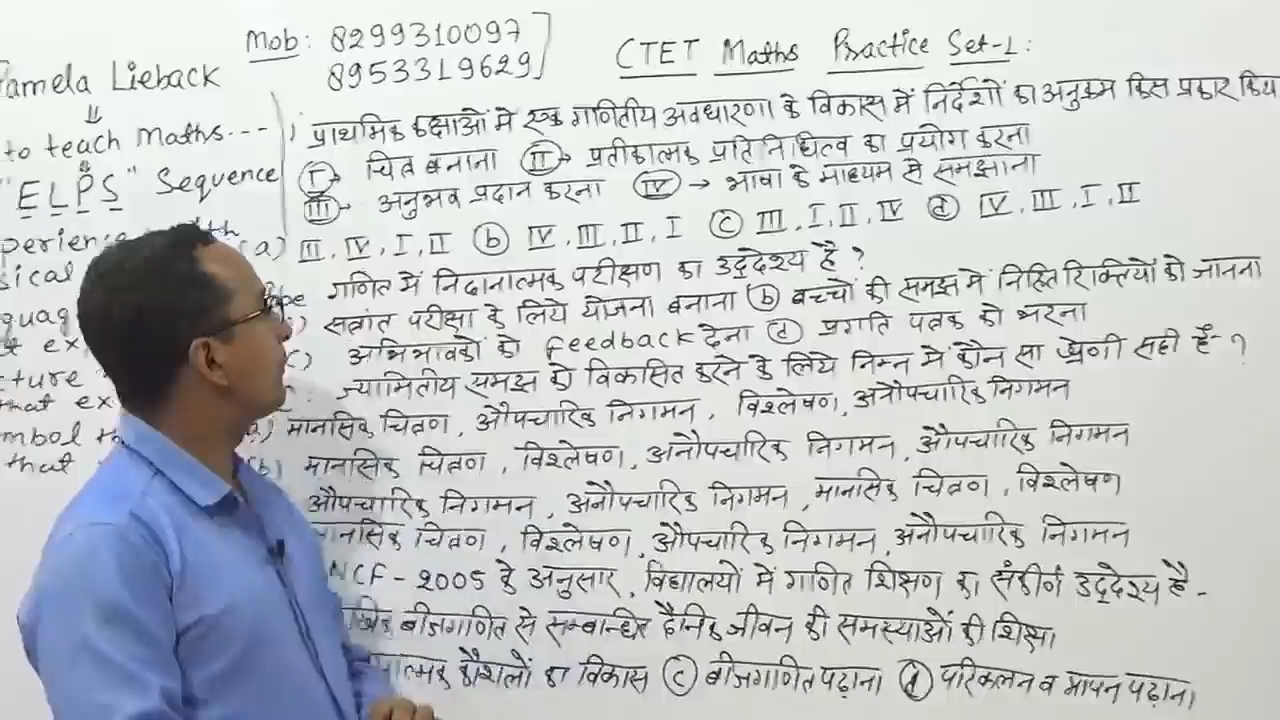 Mob: 8299310097
8953319629
CTET Maths Practice Set-1:
Pamela Lieback
⇓
to teach Maths---
⇓
"ELPS" Sequence
1) प्राथमिक कक्षाओं मे एक गणितीय अवधारणा के विकास में निर्देशों का अनुक्रम किस प्रकार किया
I→ चित्र बनाना II→ प्रतीकात्मक प्रतिनिधित्व का प्रयोग करना
III→ अनुभव प्रदान करना IV → भाषा के माध्यम से समझाना
(a) III, IV, I, II (b) IV, III, II, I (c) III, I, II, IV (d) IV, III, I, II
गणित में निदानात्मक परीक्षण का उद्देश्य है ?
सत्रांत परीक्षा के लिये योजना बनाना (b) बच्चों की समझ में निहित रिक्तियों को जानना
(c) अभिभावकों को feedback देना (d) प्रगति पत्रक को भरना
ज्यामितीय समझ को विकसित करने के लिये निम्न में कौन सा श्रेणी सही है- ?
(a) मानसिक चित्रण, औपचारिक निगमन, विश्लेषण, अनौपचारिक निगमन
(b) मानसिक चित्रण, विश्लेषण, अनौपचारिक निगमन, औपचारिक निगमन
औपचारिक निगमन, अनौपचारिक निगमन, मानसिक चित्रण, विश्लेषण
मानसिक चित्रण, विश्लेषण, औपचारिक निगमन, अनौपचारिक निगमन
NCF-2005 के अनुसार, विद्यालयों में गणित शिक्षण का संकीर्ण उद्देश्य है -
बीजगणित से सम्बन्धित दैनिक जीवन की समस्याओं की शिक्षा
कौशलों का विकास (c) बीजगणित पढ़ाना (d) परिकलन व मापन पढ़ाना